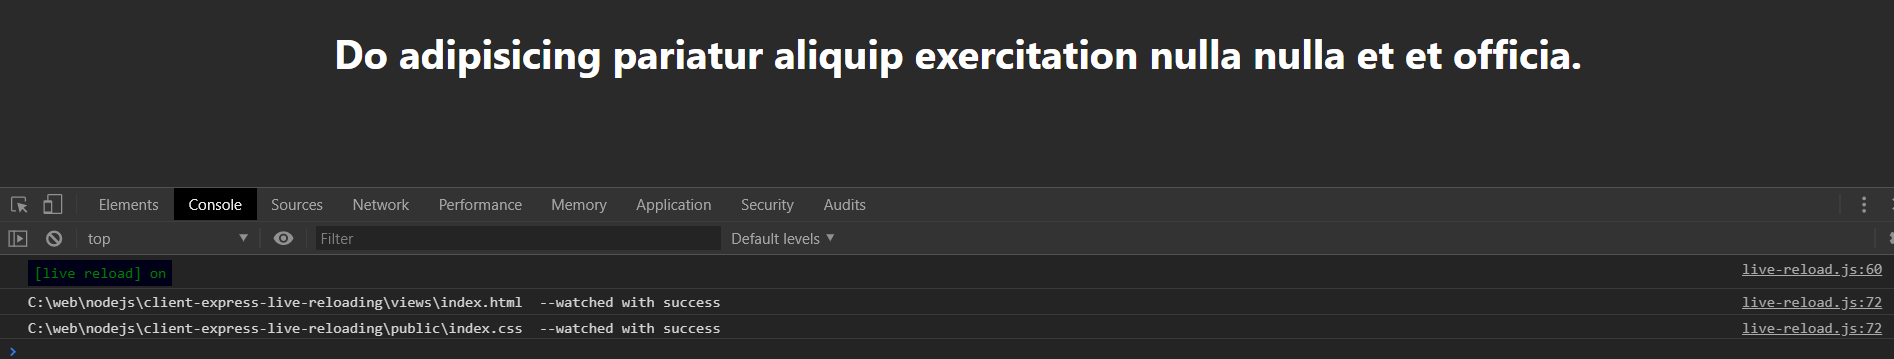 Do adipisicing pariatur aliquip exercitation nulla nulla et et officia.
Elements Console Sources Network Performance Memory Application Security Audits
top Filter Default levels
[live reload] on live-reload.js:60
C:\web\nodejs\client-express-live-reloading\views\index.html --watched with success live-reload.js:72
C:\web\nodejs\client-express-live-reloading\public\index.css --watched with success live-reload.js:72